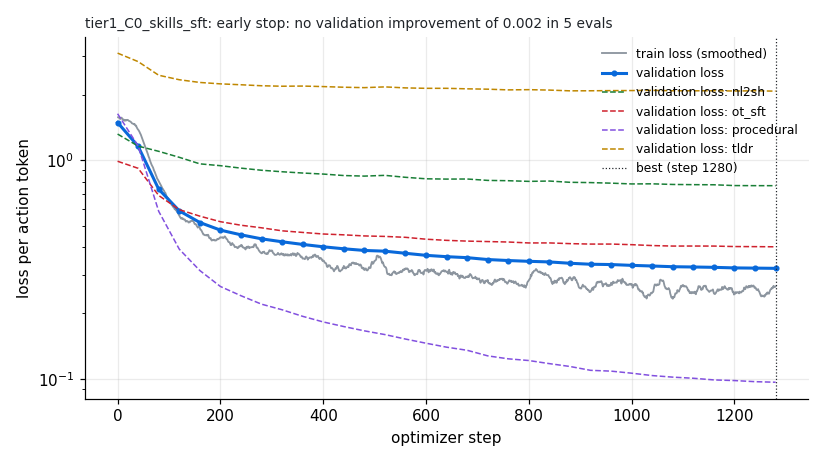 tier1_C0_skills_sft: early stop: no validation improvement of 0.002 in 5 evals
loss per action token
10⁰
10⁻¹
train loss (smoothed)
validation loss
validation loss: nl2sh
validation loss: ot_sft
validation loss: procedural
validation loss: tldr
best (step 1280)
0
200
400
600
800
1000
1200
optimizer step